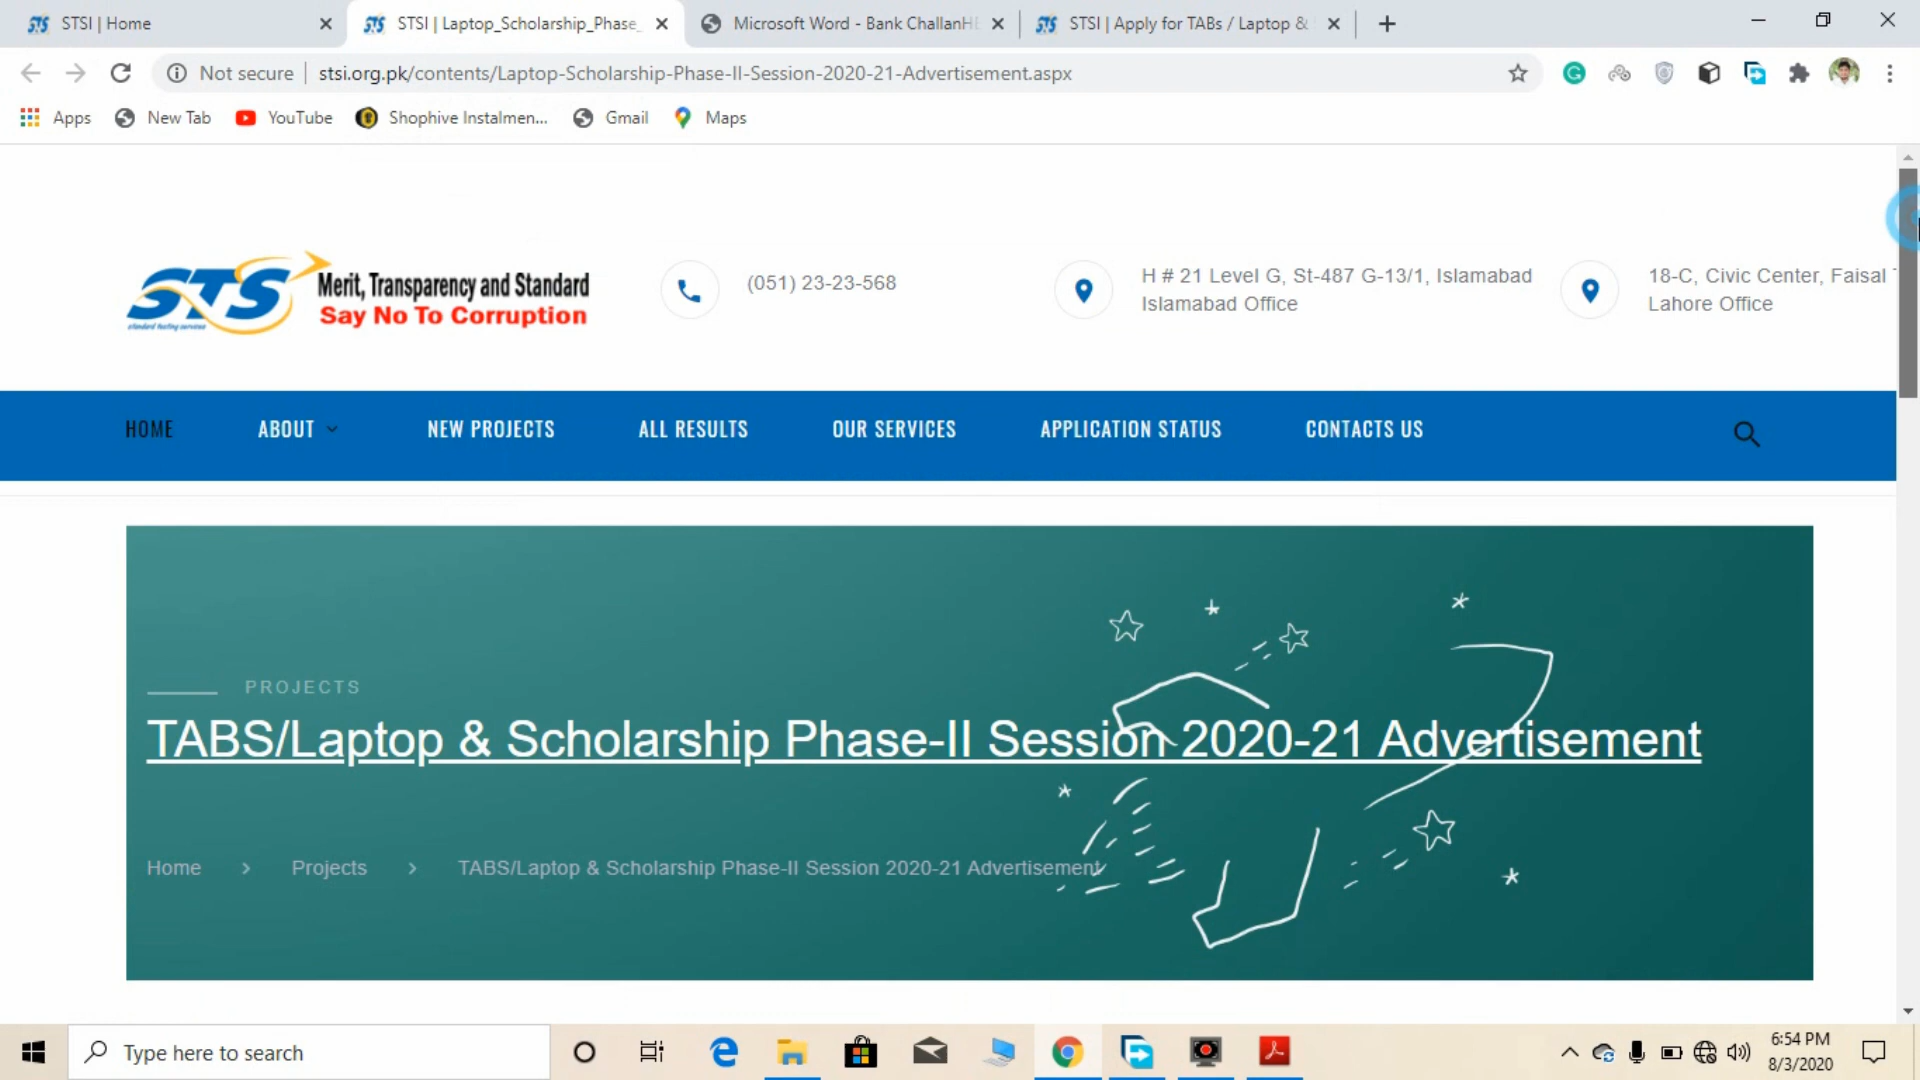 STSI | Home
STSI | Laptop_Scholarship_Phase_
Microsoft Word - Bank ChallanHE
STSI | Apply for TABs / Laptop &
Not secure
stsi.org.pk/contents/Laptop-Scholarship-Phase-II-Session-2020-21-Advertisement.aspx
Apps
New Tab
YouTube
Shophive Instalmen...
Gmail
Maps
STS
standard testing services
Merit, Transparency and Standard
Say No To Corruption
(051) 23-23-568
H # 21 Level G, St-487 G-13/1, Islamabad
Islamabad Office
18-C, Civic Center, Faisal
Lahore Office
HOME
ABOUT
NEW PROJECTS
ALL RESULTS
OUR SERVICES
APPLICATION STATUS
CONTACTS US
PROJECTS
TABS/Laptop & Scholarship Phase-II Session 2020-21 Advertisement
Home > Projects > TABS/Laptop & Scholarship Phase-II Session 2020-21 Advertisement
Type here to search
6:54 PM
8/3/2020